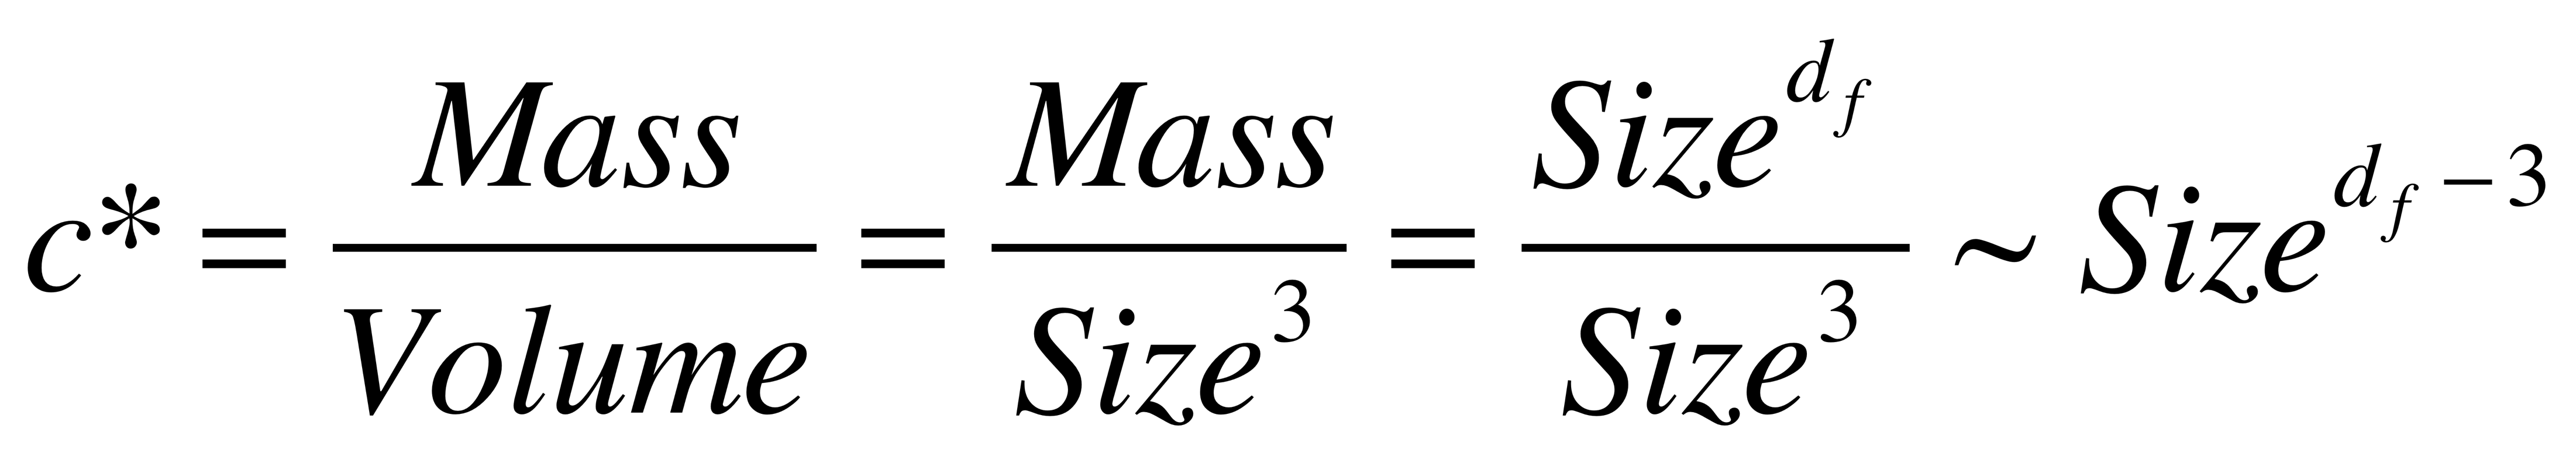 c* = Mass/Volume = Mass/Size^3 = Size^{d_f}/Size^3 ~ Size^{d_f - 3}